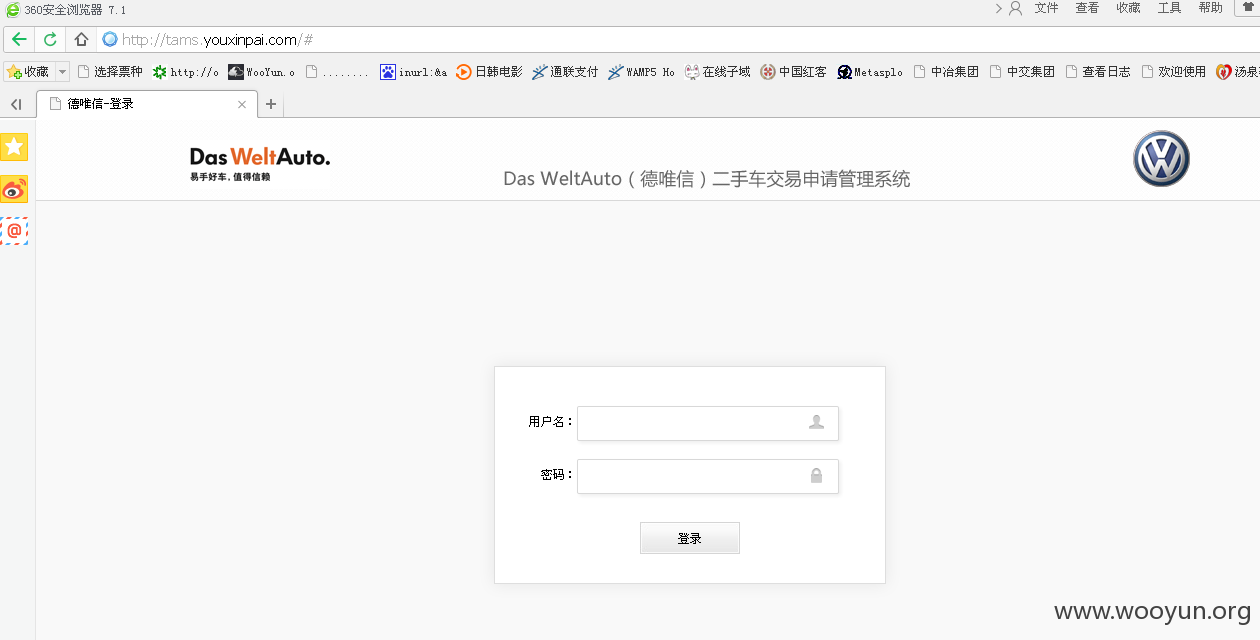 360安全浏览器 7.1
文件 查看 收藏 工具 帮助
http://tams.youxinpai.com/#
收藏 选择票种 http://o WooYun.o ........ inurl:&a 日韩电影 通联支付 WAMP5 Ho 在线子域 中国红客 Metasplo 中冶集团 中交集团 查看日志 欢迎使用 汤泉
德唯信-登录
Das WeltAuto.
易手好车，值得信赖
Das WeltAuto（德唯信）二手车交易申请管理系统
用户名：
密码：
登录
www.wooyun.org